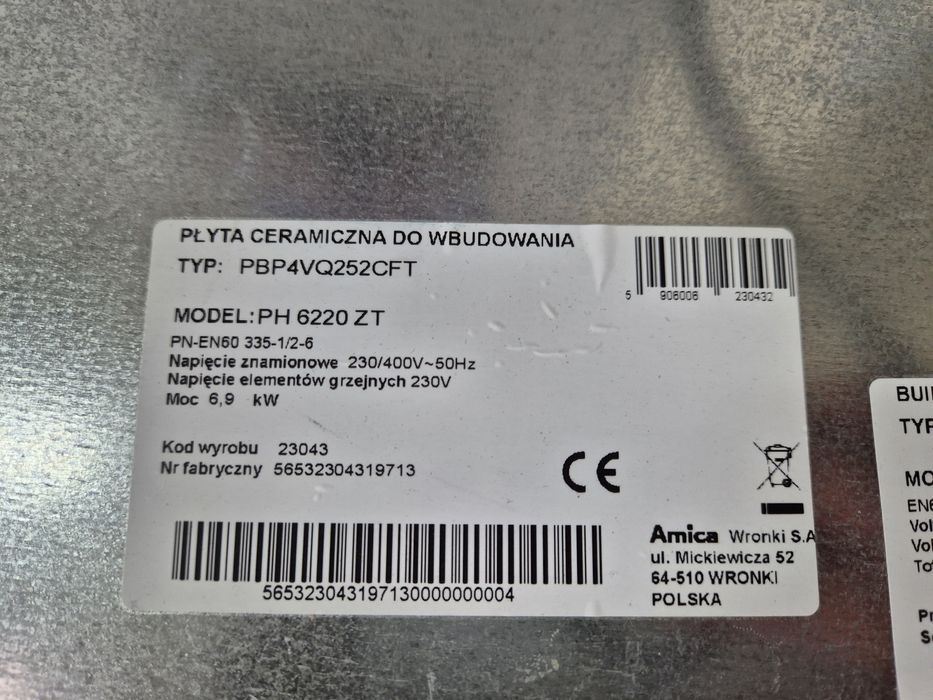 PŁYTA CERAMICZNA DO WBUDOWANIA
TYP: PBP4VQ252CFT
5 906006 230432
MODEL: PH 6220 ZT
PN-EN60 335-1/2-6
Napięcie znamionowe 230/400V~50Hz
Napięcie elementów grzejnych 230V
Moc 6,9 kW
Kod wyrobu 23043
Nr fabryczny 56532304319713
CE
565323043197130000000004
Amica Wronki S.A
ul. Mickiewicza 52
64-510 WRONKI
POLSKA